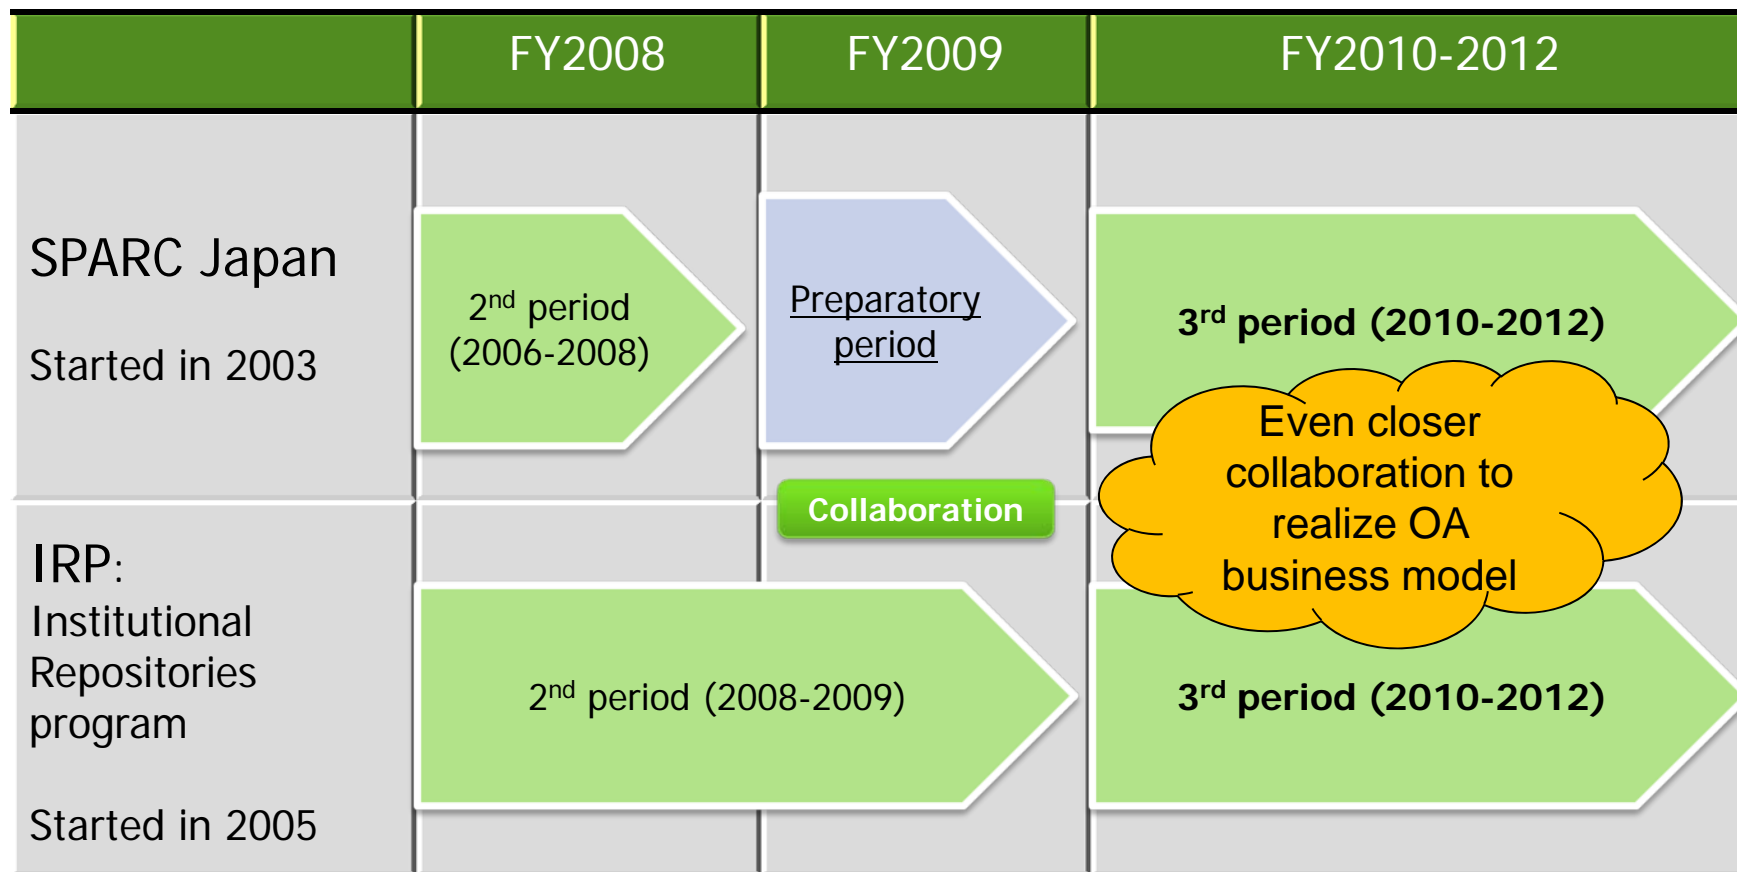 FY2008
FY2009
FY2010-2012
SPARC Japan
Started in 2003
2nd period
(2006-2008)
Preparatory
period
3rd period (2010-2012)
Even closer
collaboration to
realize OA
business model
Collaboration
IRP:
Institutional
Repositories
program
Started in 2005
2nd period (2008-2009)
3rd period (2010-2012)